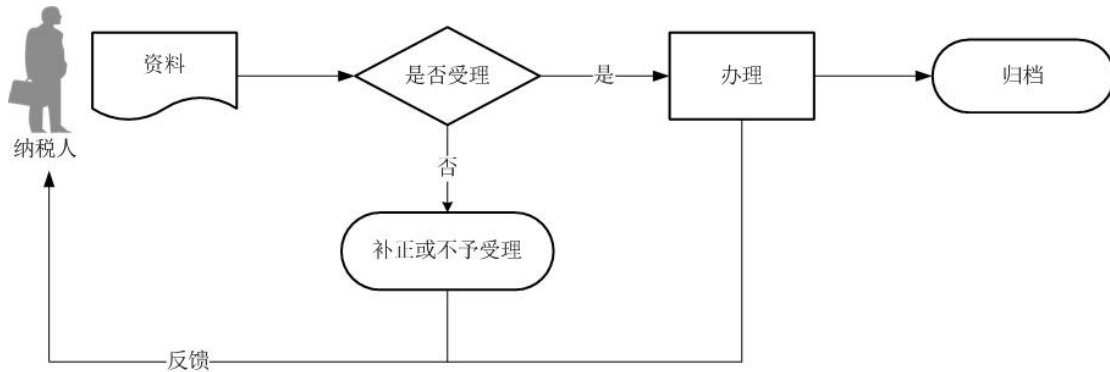 资料
是否受理
是
办理
归档
纳税人
否
补正或不予受理
反馈